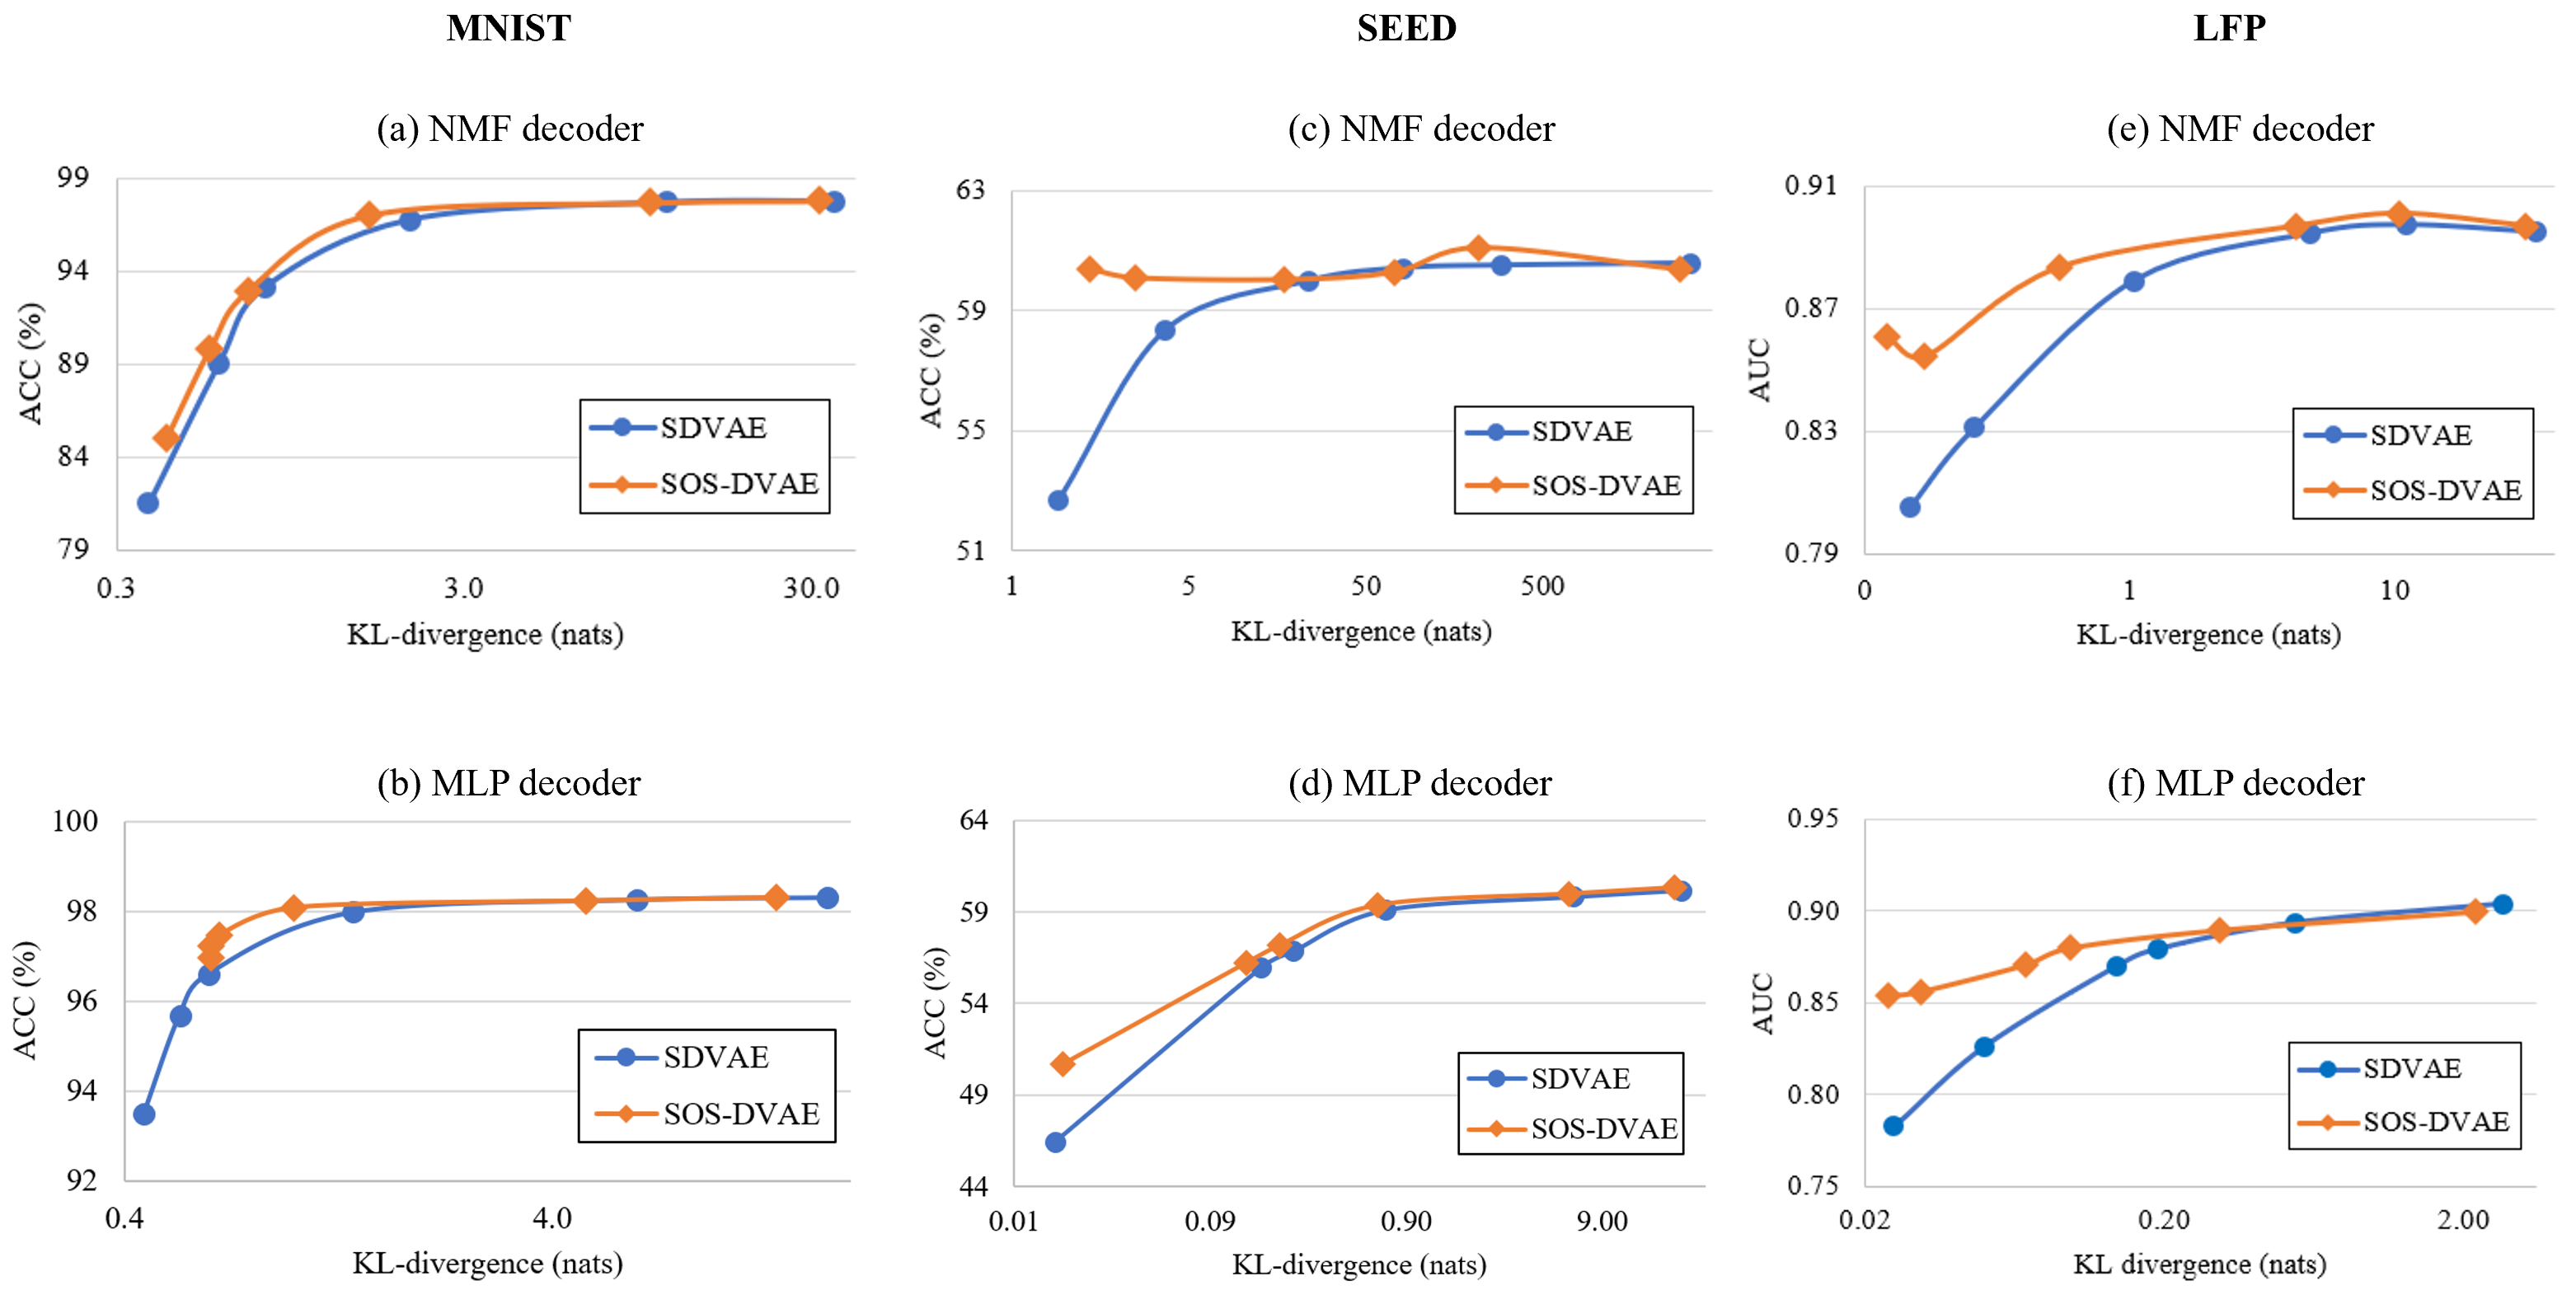 MNIST
SEED
LFP
(a) NMF decoder
99
94
89
84
79
ACC (%)
0.3 3.0 30.0
KL-divergence (nats)
SDVAE
SOS-DVAE
(c) NMF decoder
63
59
55
51
ACC (%)
1 5 50 500
KL-divergence (nats)
SDVAE
SOS-DVAE
(e) NMF decoder
0.91
0.87
0.83
0.79
AUC
0 1 10
KL-divergence (nats)
SDVAE
SOS-DVAE
(b) MLP decoder
100
98
96
94
92
ACC (%)
0.4 4.0
KL-divergence (nats)
SDVAE
SOS-DVAE
(d) MLP decoder
64
59
54
49
44
ACC (%)
0.01 0.09 0.90 9.00
KL-divergence (nats)
SDVAE
SOS-DVAE
(f) MLP decoder
0.95
0.90
0.85
0.80
0.75
AUC
0.02 0.20 2.00
KL divergence (nats)
SDVAE
SOS-DVAE